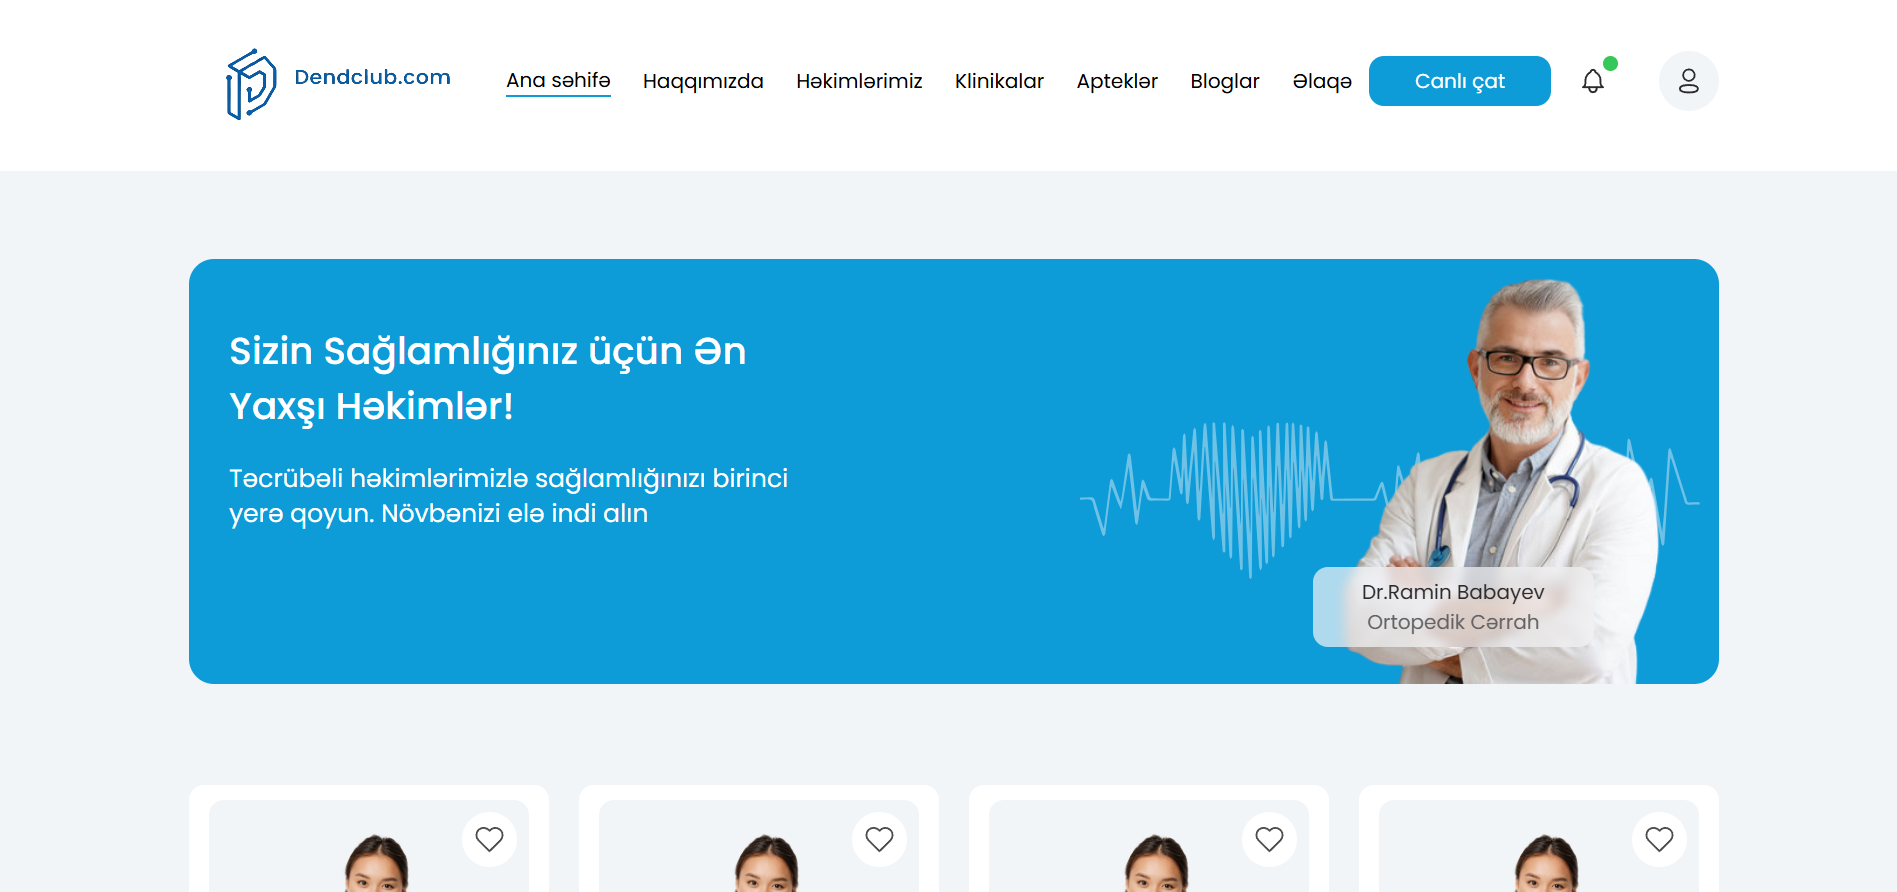 Dendclub.com
Ana səhifə
Haqqımızda
Həkimlərimiz
Klinikalar
Apteklər
Bloglar
Əlaqə
Canlı çat
Sizin Sağlamlığınız üçün Ən
Yaxşı Həkimlər!
Təcrübəli həkimlərimizlə sağlamlığınızı birinci
yerə qoyun. Növbənizi elə indi alın
Dr.Ramin Babayev
Ortopedik Cərrah